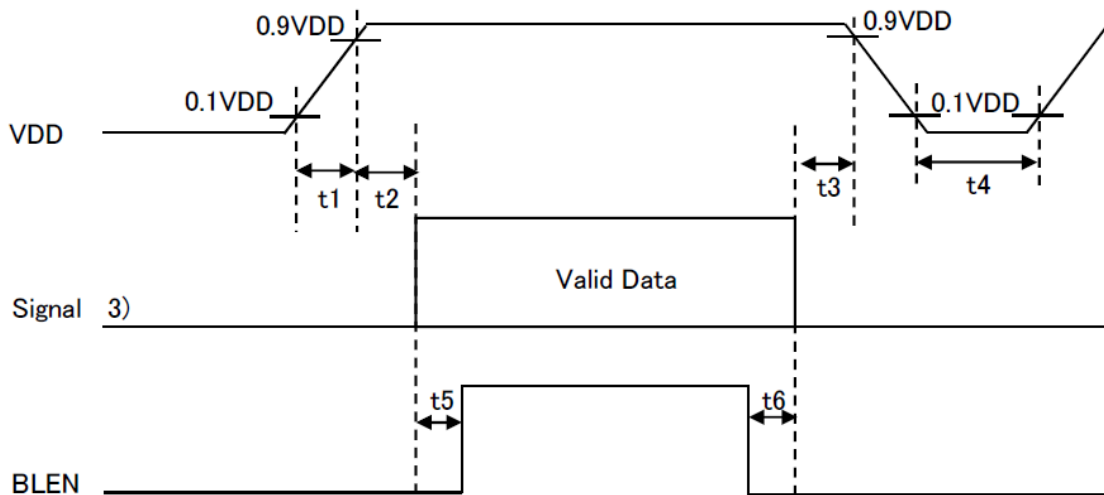 0.9VDD
0.9VDD
0.1VDD
0.1VDD
VDD
t1
t2
t3
t4
Valid Data
Signal 3)
t5
t6
BLEN